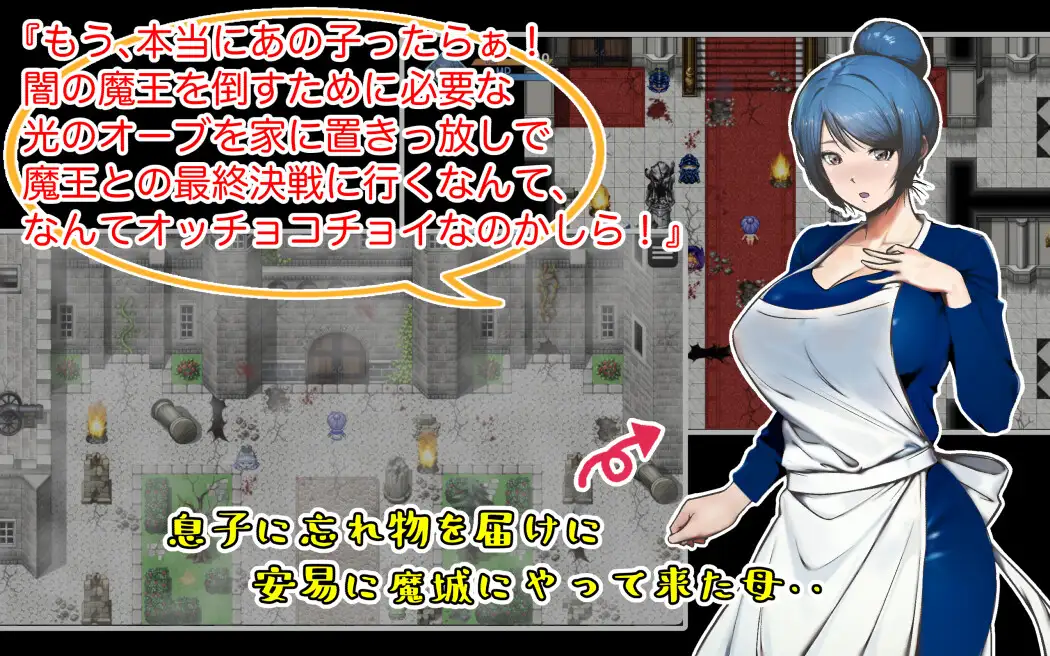 『もう、本当にあの子ったらぁ！
闇の魔王を倒すために必要な
光のオーブを家に置きっ放しで
魔王との最終決戦に行くなんて、
なんてオッチョコチョイなのかしら！』
息子に忘れ物を届けに
安易に魔城にやって来た母‥